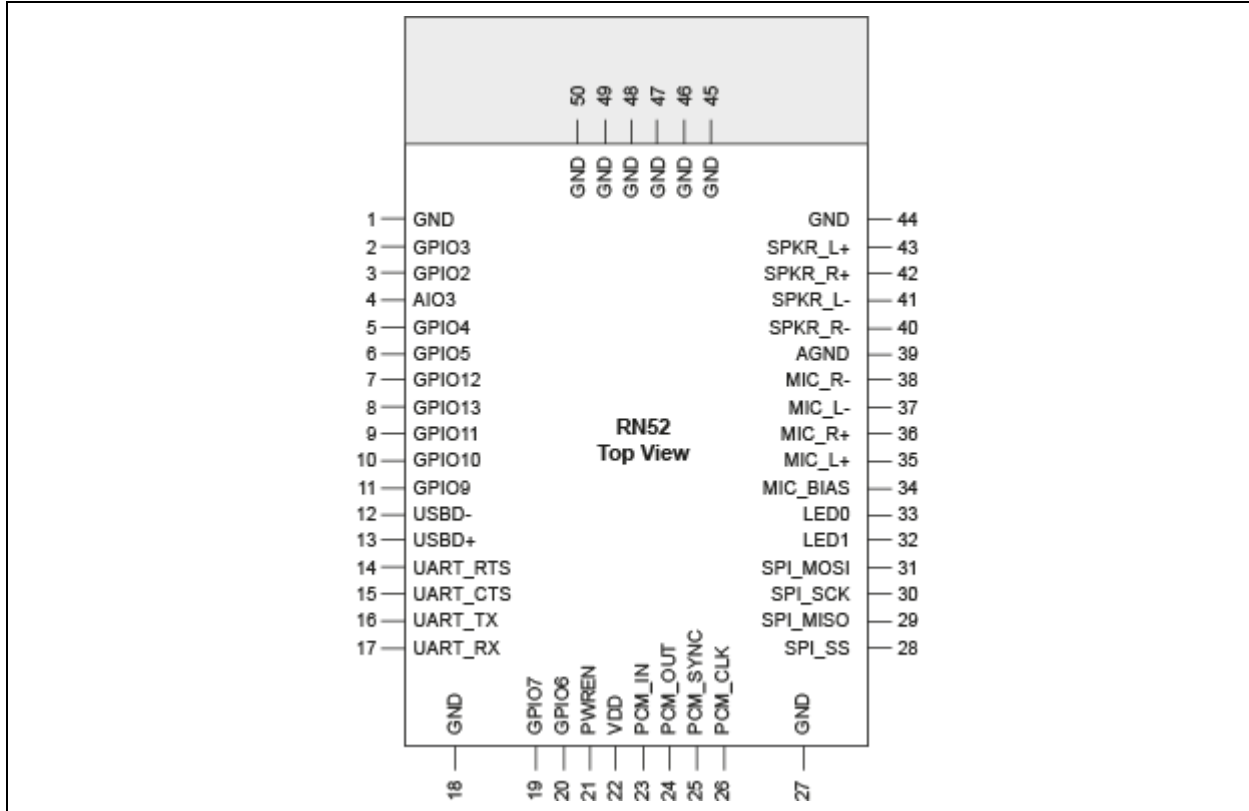 50 49 48 47 46 45
GND GND GND GND GND GND
1 GND GND 44
2 GPIO3 SPKR_L+ 43
3 GPIO2 SPKR_R+ 42
4 AIO3 SPKR_L- 41
5 GPIO4 SPKR_R- 40
6 GPIO5 AGND 39
7 GPIO12 MIC_R- 38
8 GPIO13 MIC_L- 37
9 GPIO11 MIC_R+ 36
RN52
Top View
10 GPIO10 MIC_L+ 35
11 GPIO9 MIC_BIAS 34
12 USBD- LED0 33
13 USBD+ LED1 32
14 UART_RTS SPI_MOSI 31
15 UART_CTS SPI_SCK 30
16 UART_TX SPI_MISO 29
17 UART_RX SPI_SS 28
GND GPIO7 GPIO6 PWREN VDD PCM_IN PCM_OUT PCM_SYNC PCM_CLK GND
18 19 20 21 22 23 24 25 26 27